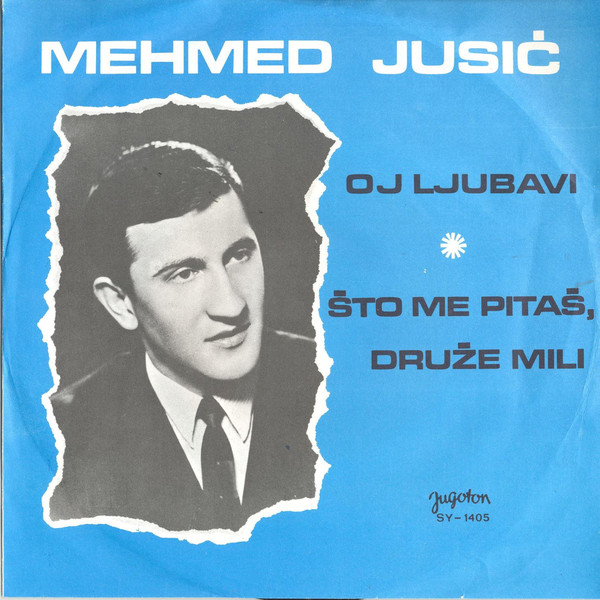 MEHMED JUSIĆ
OJ LJUBAVI
ŠTO ME PITAŠ,
DRUŽE MILI
Jugoton
SY-1405